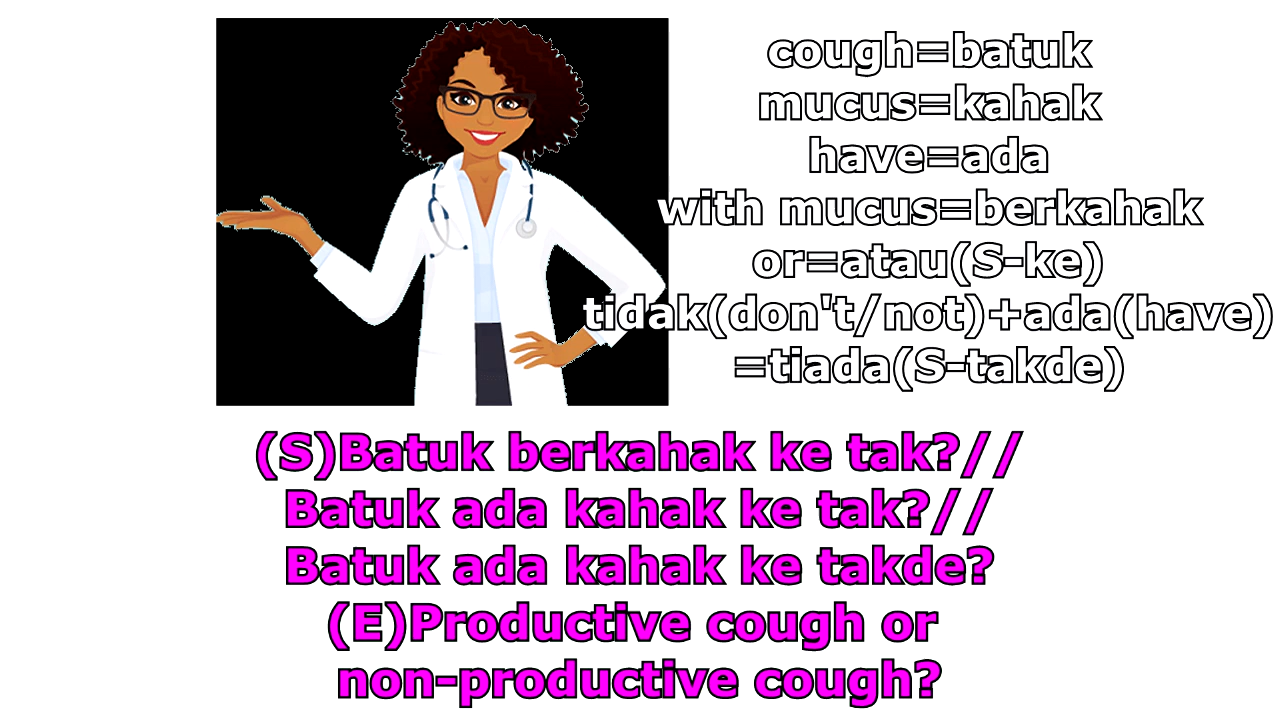 cough=batuk
mucus=kahak
have=ada
with mucus=berkahak
or=atau(S-ke)
tidak(don't/not)+ada(have)
=tiada(S-takde)
(S)Batuk berkahak ke tak?//
Batuk ada kahak ke tak?//
Batuk ada kahak ke takde?
(E)Productive cough or
non-productive cough?